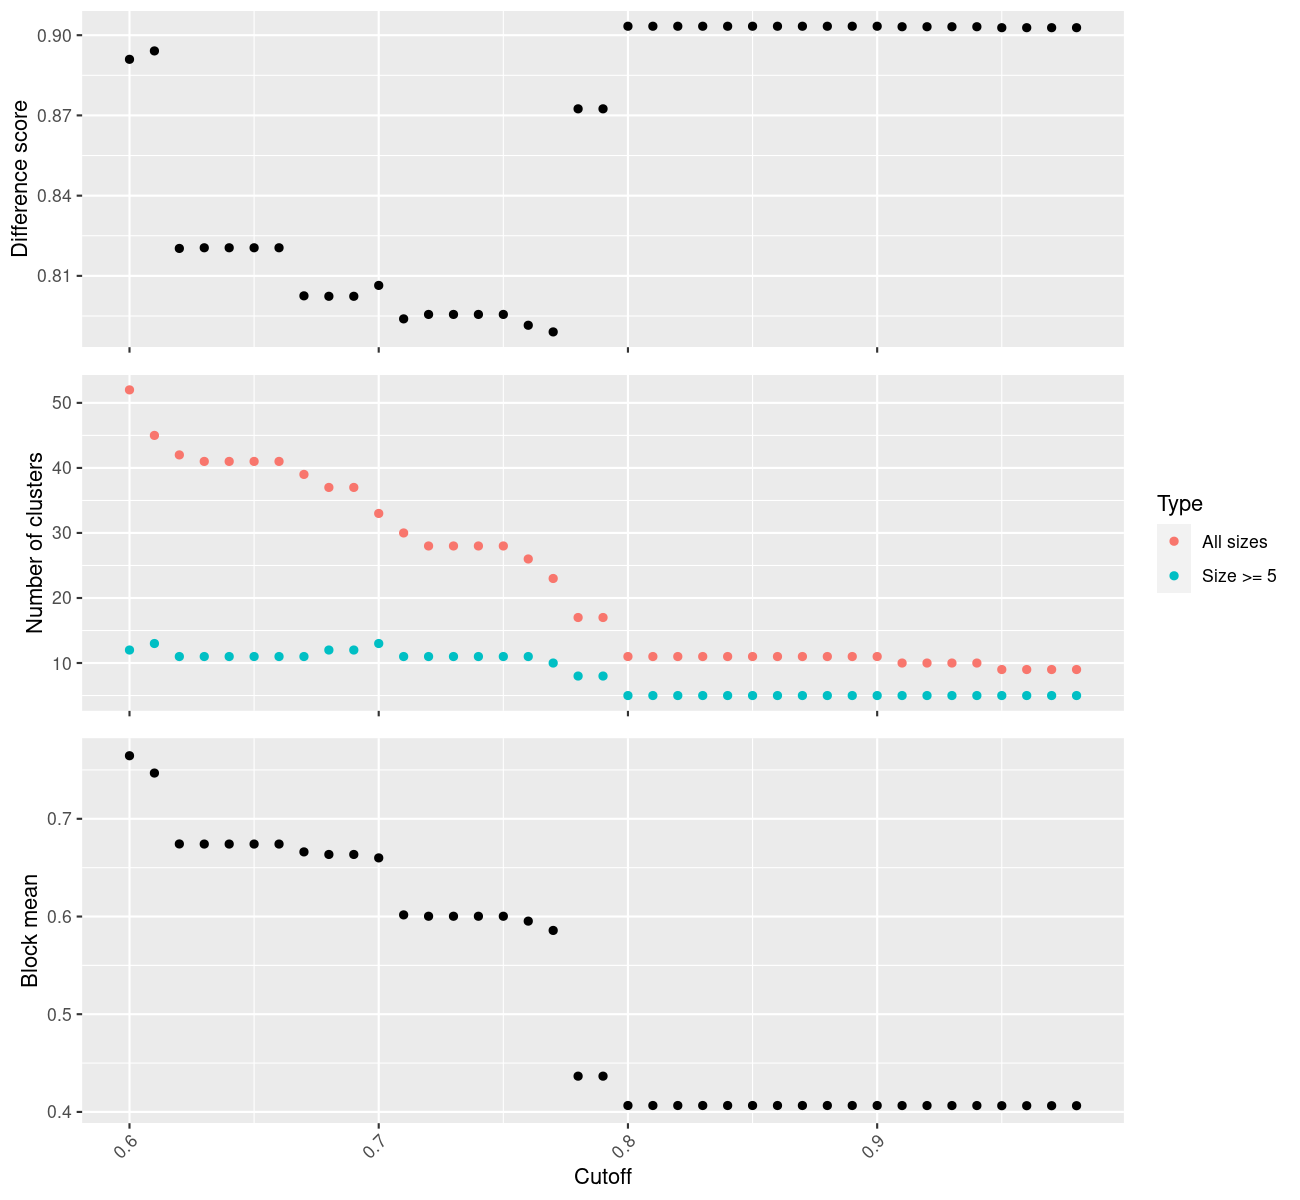 Difference score
0.90
0.87
0.84
0.81
Number of clusters
50
40
30
20
10
Type
All sizes
Size >= 5
Block mean
0.7
0.6
0.5
0.4
0.6 0.7 0.8 0.9
Cutoff